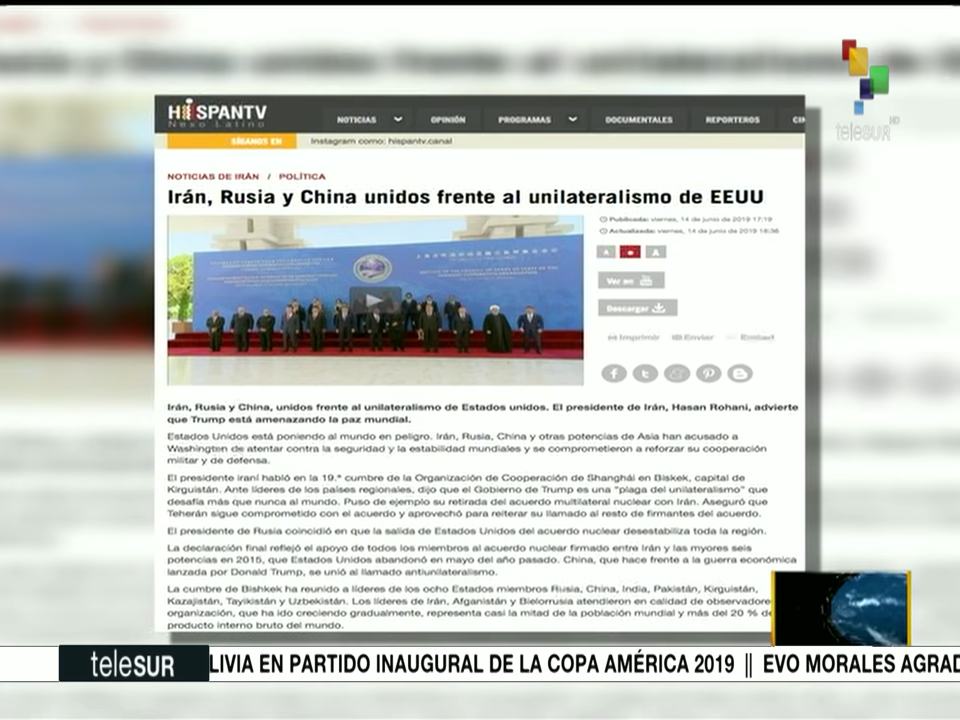 teleSUR HD
HISPANTV
Nexo Latino
NOTICIAS OPINIÓN PROGRAMAS DOCUMENTALES REPORTEROS CIN
SÍGANOS EN Instagram como: hispantv.canal
NOTICIAS DE IRÁN / POLÍTICA
Irán, Rusia y China unidos frente al unilateralismo de EEUU
Publicada: viernes, 14 de junio de 2019 17:19
Actualizada: viernes, 14 de junio de 2019 18:36
A A A
Ver en You Tube
Descargar
Imprimir Enviar Embed
Irán, Rusia y China, unidos frente al unilateralismo de Estados unidos. El presidente de Irán, Hasan Rohani, advierte
que Trump está amenazando la paz mundial.
Estados Unidos está poniendo al mundo en peligro. Irán, Rusia, China y otras potencias de Asia han acusado a
Washington de atentar contra la seguridad y la estabilidad mundiales y se comprometieron a reforzar su cooperación
militar y de defensa.
El presidente iraní habló en la 19.ª cumbre de la Organización de Cooperación de Shanghái en Biskek, capital de
Kirguistán. Ante líderes de los países regionales, dijo que el Gobierno de Trump es una "plaga del unilateralismo" que
desafía más que nunca al mundo. Puso de ejemplo su retirada del acuerdo multilateral nuclear con Irán. Aseguró que
Teherán sigue comprometido con el acuerdo y aprovechó para reiterar su llamado al resto de firmantes del acuerdo.
El presidente de Rusia coincidió en que la salida de Estados Unidos del acuerdo nuclear desestabiliza toda la región.
La declaración final reflejó el apoyo de todos los miembros al acuerdo nuclear firmado entre Irán y las mayores seis
potencias en 2015, que Estados Unidos abandonó en mayo del año pasado. China, que hace frente a la guerra económica
lanzada por Donald Trump, se unió al llamado antiunilateralismo.
La cumbre de Bishkek ha reunido a líderes de los ocho Estados miembros Rusia, China, India, Pakistán, Kirguistán,
Kazajistán, Tayikistán y Uzbekistán. Los líderes de Irán, Afganistán y Bielorrusia atendieron en calidad de observadore
organización, que ha ido creciendo gradualmente, representa casi la mitad de la población mundial y más del 20 % de
producto interno bruto del mundo.
teleSUR LIVIA EN PARTIDO INAUGURAL DE LA COPA AMÉRICA 2019 || EVO MORALES AGRAD